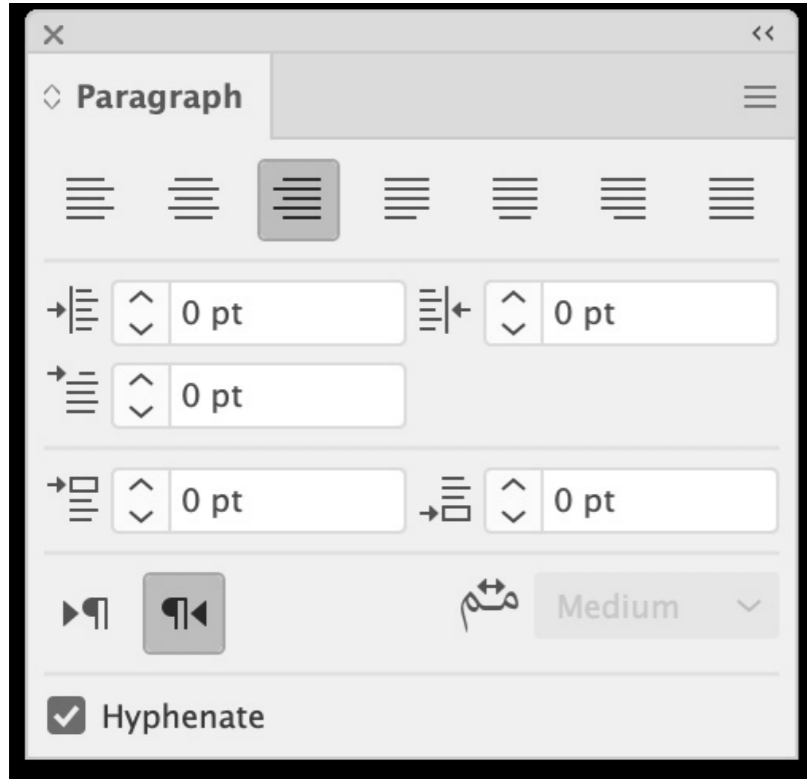 Paragraph
0 pt 0 pt
0 pt
0 pt 0 pt
Medium
Hyphenate